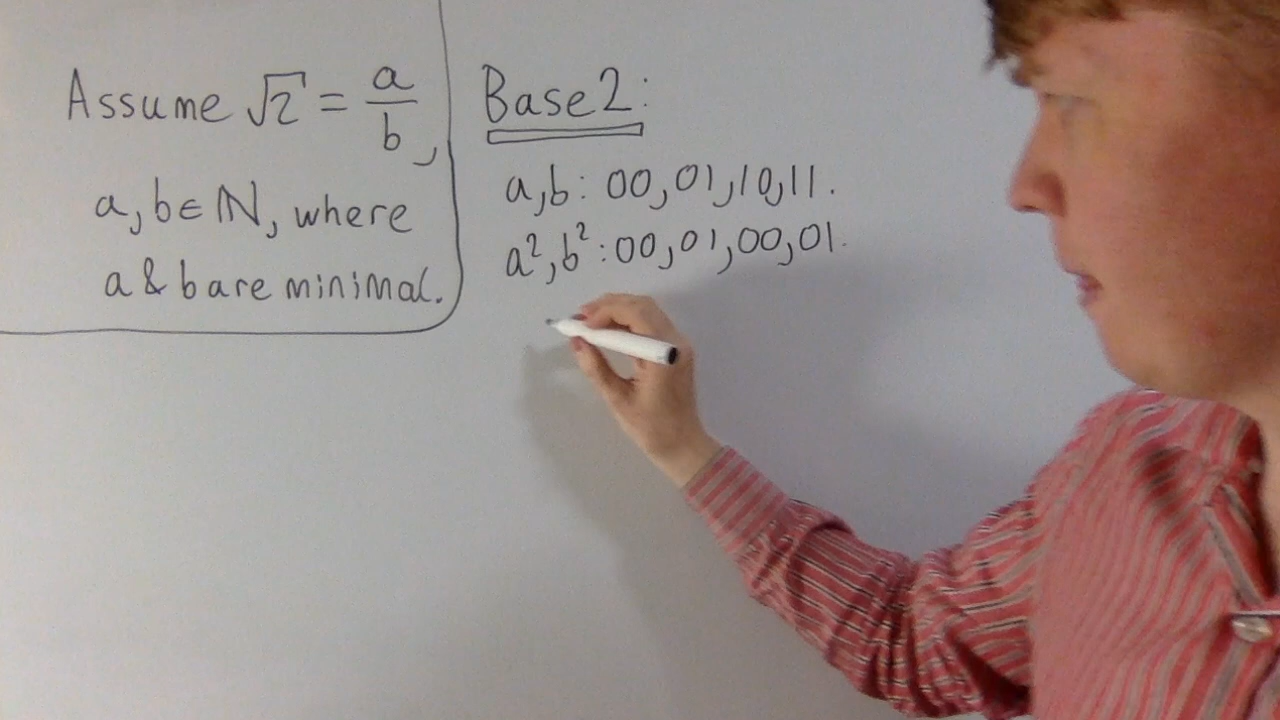 Assume √2 = a/b,
a,b∈ℕ, where
a & b are minimal.
Base 2:
a,b: 00,01,10,11.
a²,b²: 00,01,00,01.